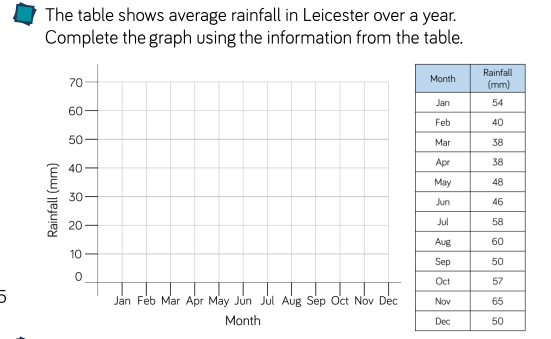 The table shows average rainfall in Leicester over a year.
Complete the graph using the information from the table.
70
60
50
40
30
20
10
0
Rainfall (mm)
Jan Feb Mar Apr May Jun Jul Aug Sep Oct Nov Dec
Month
Month Rainfall (mm)
Jan 54
Feb 40
Mar 38
Apr 38
May 48
Jun 46
Jul 58
Aug 60
Sep 50
Oct 57
Nov 65
Dec 50
5